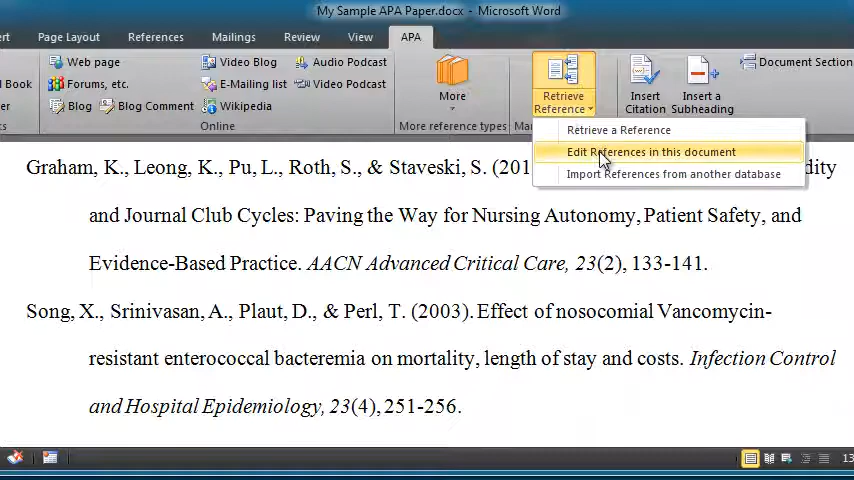 My Sample APA Paper.docx - Microsoft Word
Page Layout References Mailings Review View APA
Web page Video Blog Audio Podcast
Forums, etc. E-Mailing list Video Podcast
Blog Blog Comment Wikipedia
Online
More
More reference types
Retrieve
Reference
Insert
Citation
Insert a
Subheading
Document Section
Retrieve a Reference
Edit References in this document
Import References from another database
Graham, K., Leong, K., Pu, L., Roth, S., & Staveski, S.
and Journal Club Cycles: Paving the Way for Nursing Autonomy, Patient Safety, and
Evidence-Based Practice. AACN Advanced Critical Care, 23(2), 133-141.
Song, X., Srinivasan, A., Plaut, D., & Perl, T. (2003). Effect of nosocomial Vancomycin-
resistant enterococcal bacteremia on mortality, length of stay and costs. Infection Control
and Hospital Epidemiology, 23(4), 251-256.